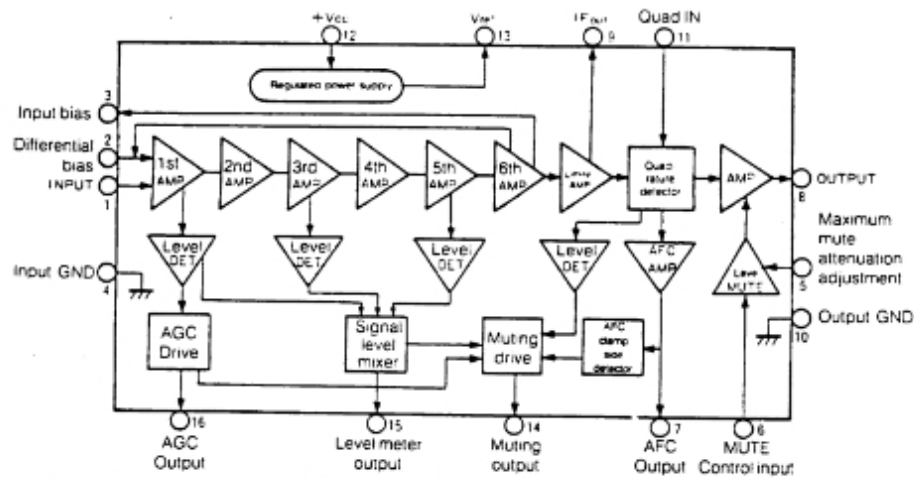 +VCC
12
Vref
13
I.F out
9
Quad IN
11
Regulated power supply
3
Input bias
2
Differential
bias
INPUT
1
1st
AMP
2nd
AMP
3rd
AMP
4th
AMP
5th
AMP
6th
AMP
AMP
Quad
rature
detector
AMP
OUTPUT
8
Level
DET.
Level
DET.
Level
DET.
Level
DET.
AFC
AMP
Level
MUTE
Maximum
mute
attenuation
5
adjustment
Input GND
4
AGC
Drive
Signal
level
mixer
Muting
drive
AFC
clamp
detector
Output GND
10
16
AGC
Output
15
Level meter
output
14
Muting
output
7
AFC
Output
6
MUTE
Control input